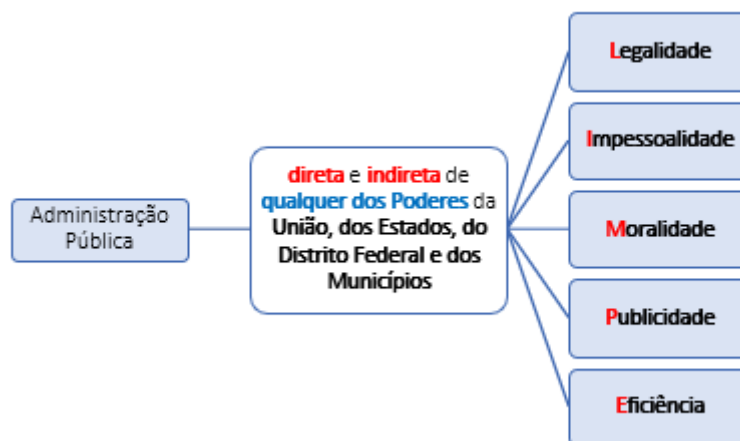 Administração
Pública
direta e indireta de
qualquer dos Poderes da
União, dos Estados, do
Distrito Federal e dos
Municípios
Legalidade
Impessoalidade
Moralidade
Publicidade
Eficiência